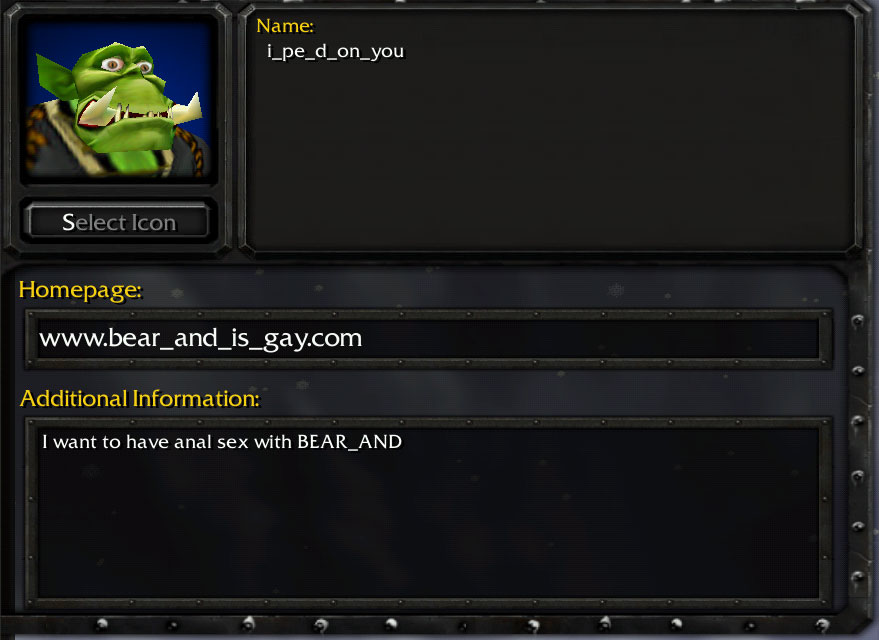 Name:
i_pe_d_on_you
Select Icon
Homepage:
www.bear_and_is_gay.com
Additional Information:
I want to have anal sex with BEAR_AND